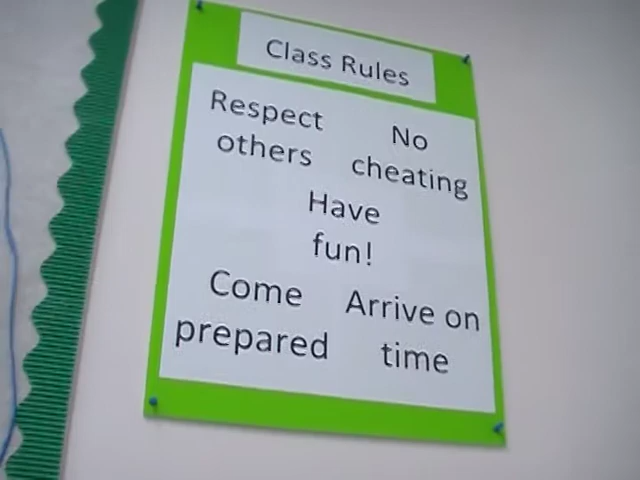 Class Rules
Respect
others
No
cheating
Have
fun!
Come
prepared
Arrive on
time